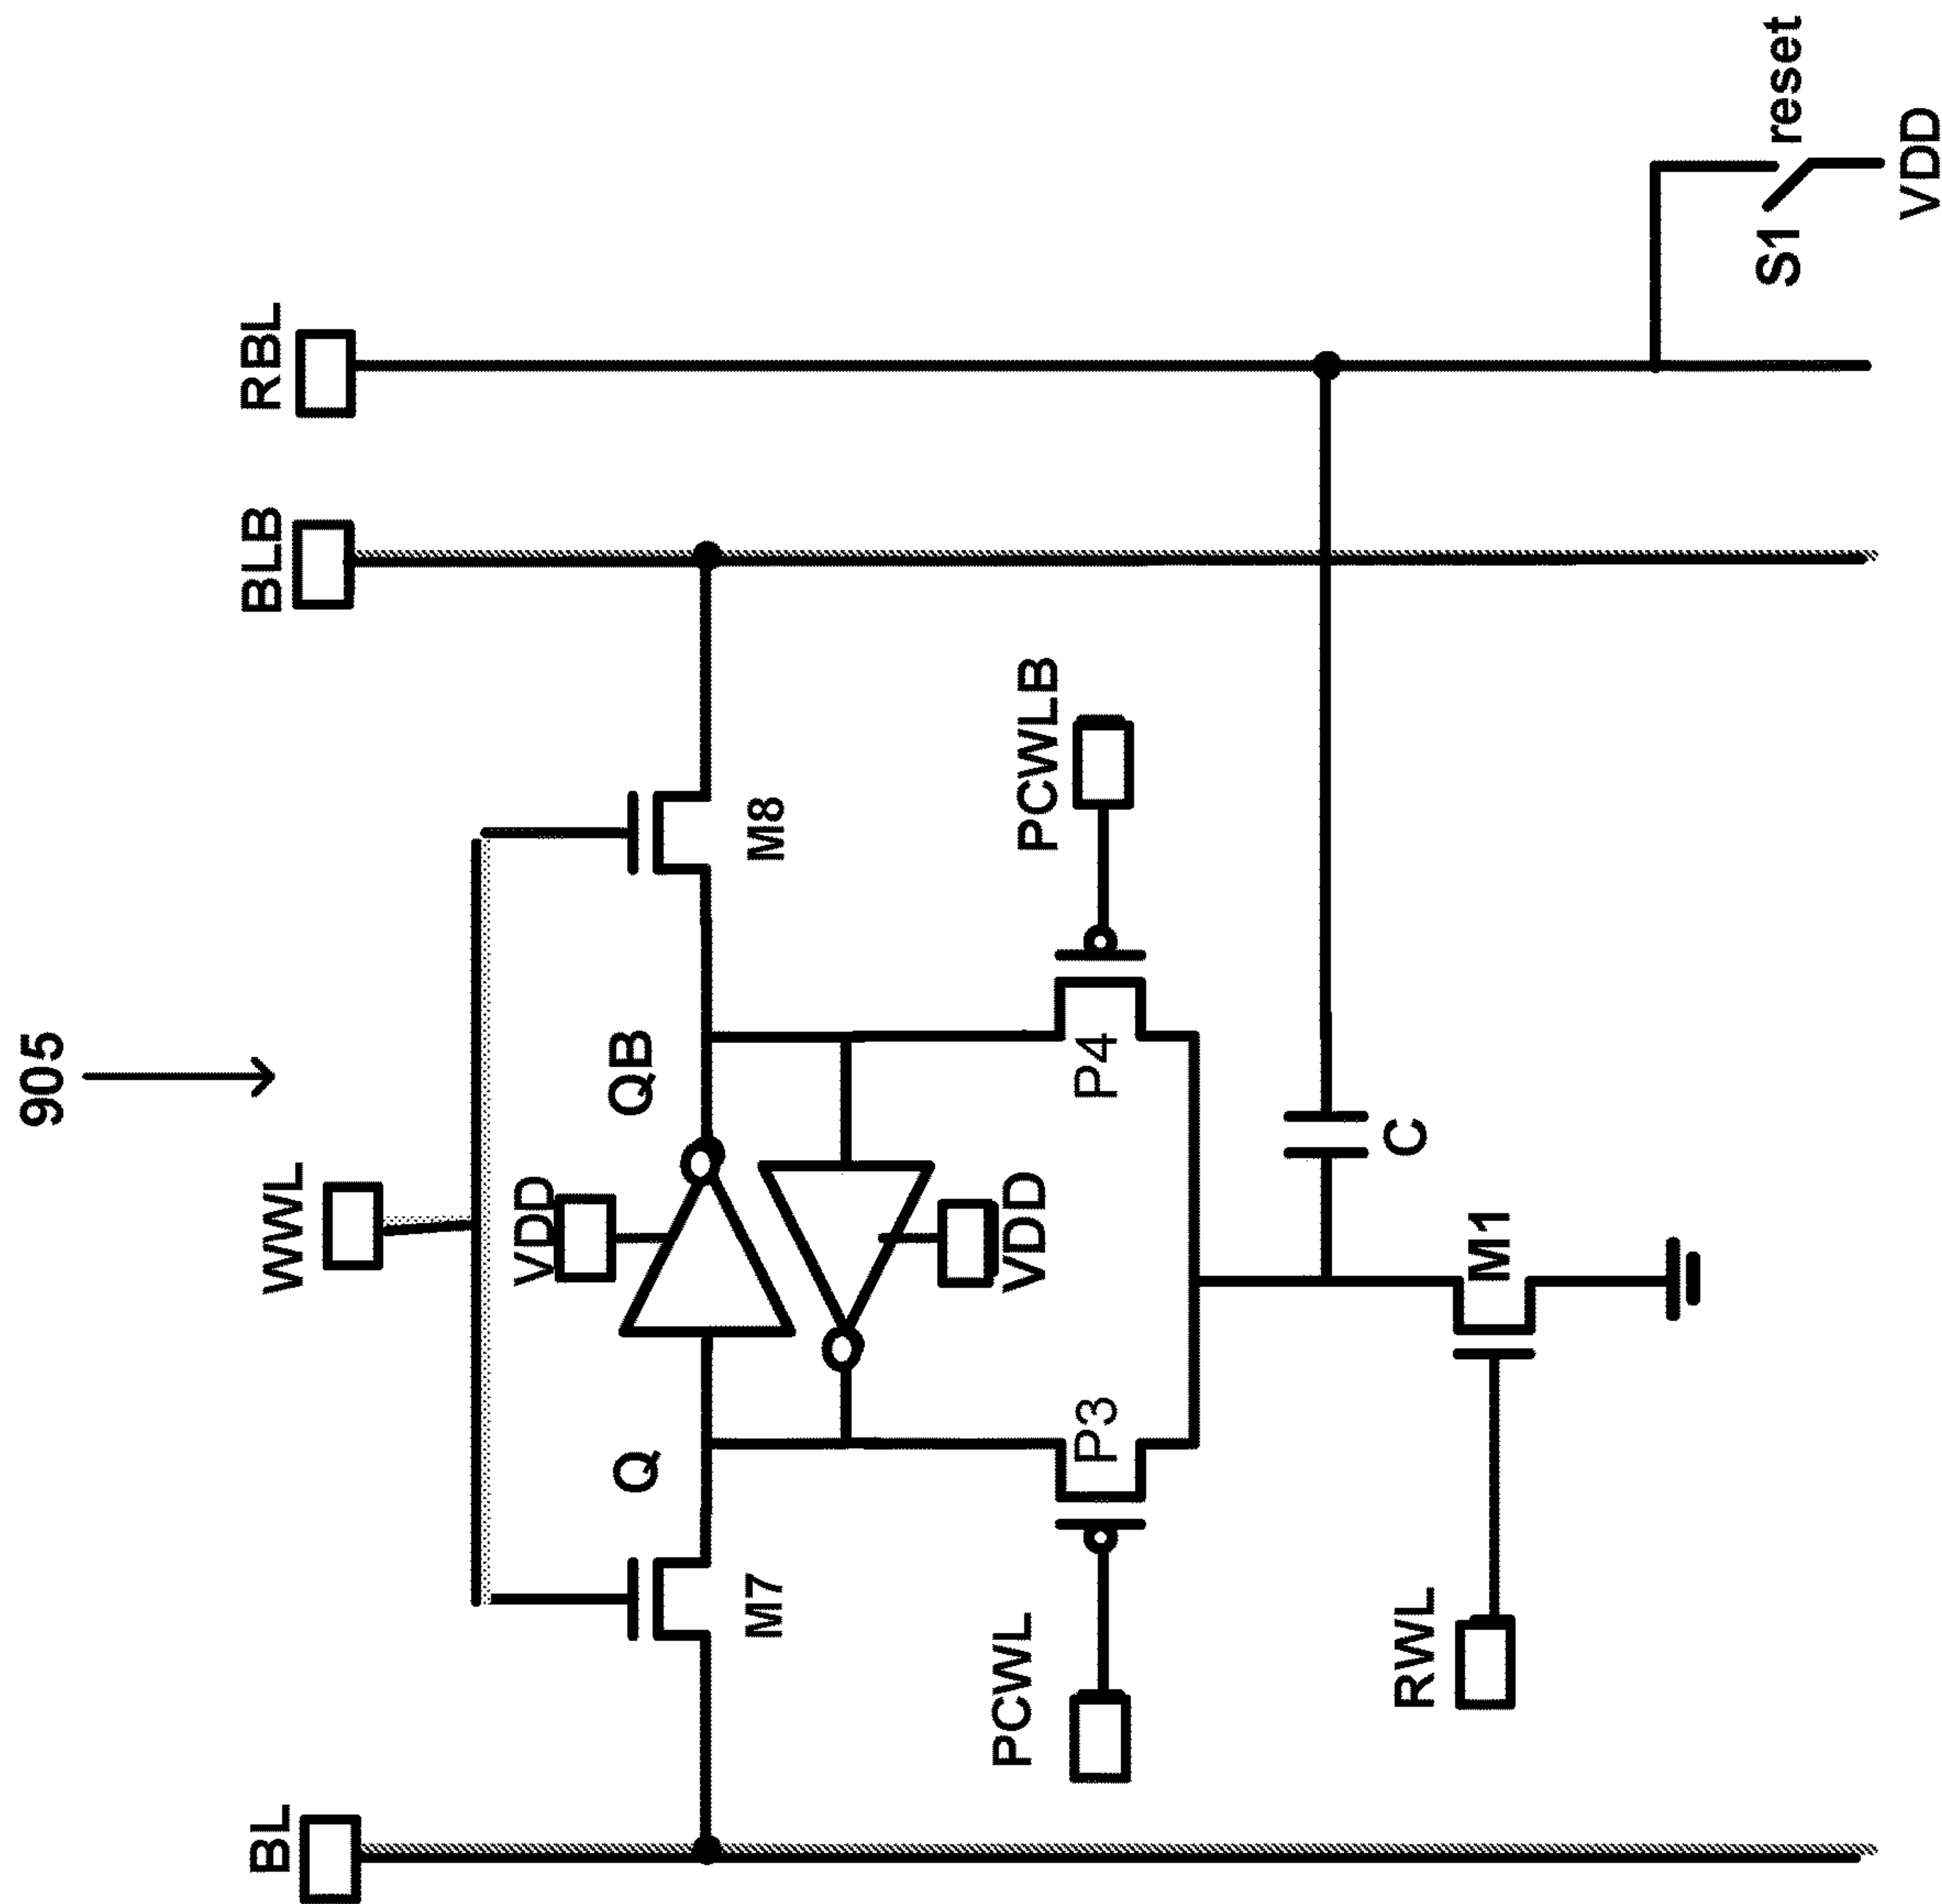 905
WWL
BL
BLB
RBL
VDD
Q
QB
M7
M8
VDD
PCWL
P3
P4
PCWLB
C
RWL
M1
S1
reset
VDD